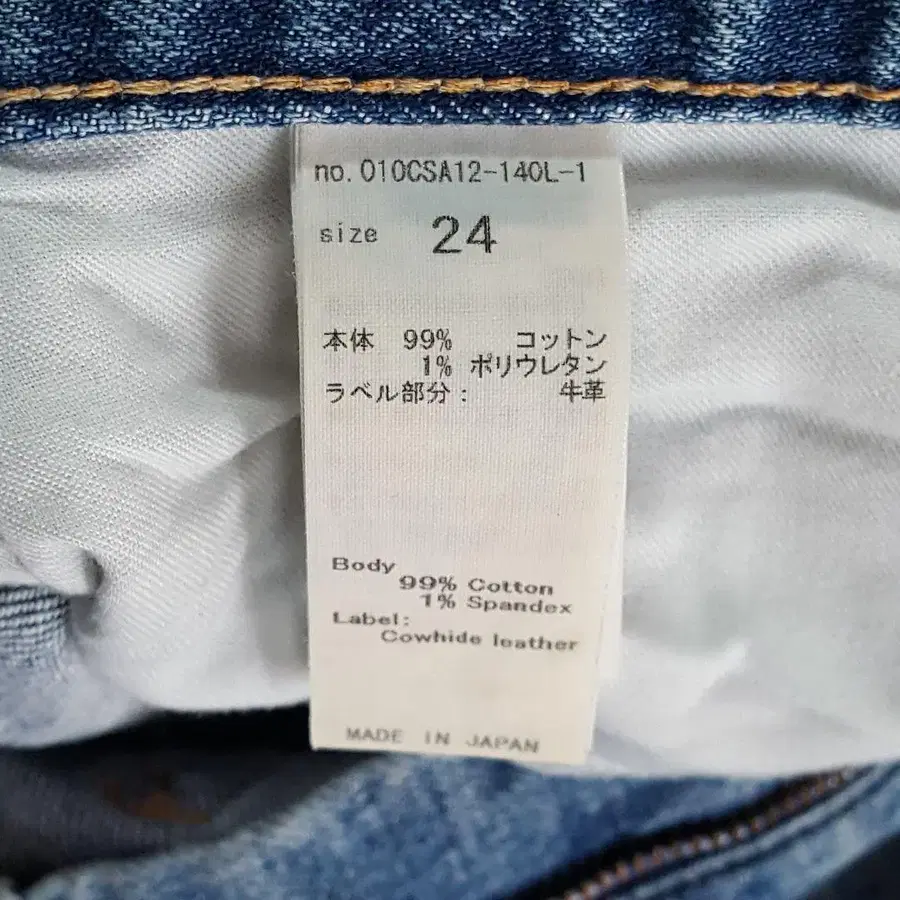 no. 010CSA12-140L-1
size 24
本体 99% コットン
1% ポリウレタン
ラベル部分: 牛革
Body
99% Cotton
1% Spandex
Label:
Cowhide leather
MADE IN JAPAN